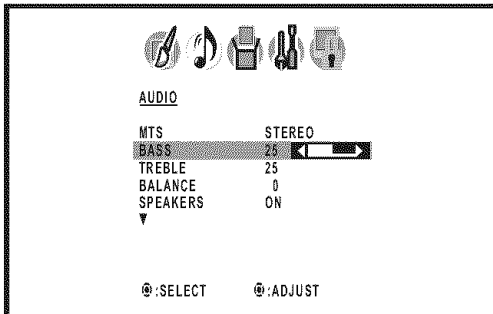 AUDIO
MTS STEREO
BASS 25
TREBLE 25
BALANCE 0
SPEAKERS ON
:SELECT :ADJUST